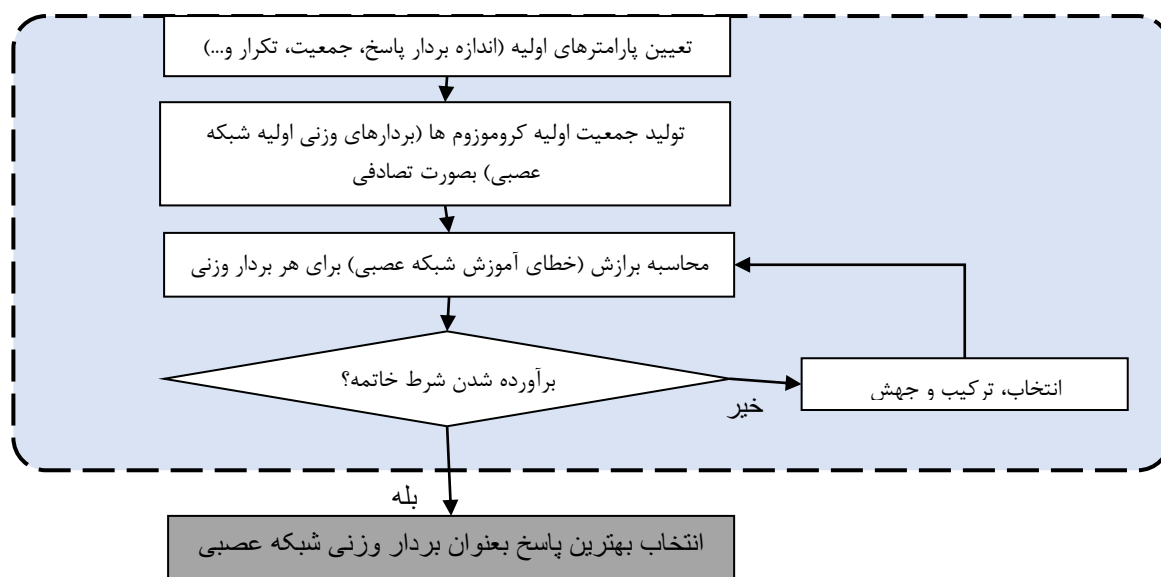 تعیین پارامترهای اولیه (اندازه بردار پاسخ، جمعیت، تکرار و...)
تولید جمعیت اولیه کروموزوم ها (بردارهای وزنی اولیه شبکه
عصبی) بصورت تصادفی
محاسبه برازش (خطای آموزش شبکه عصبی) برای هر بردار وزنی
برآورده شدن شرط خاتمه؟
خیر
انتخاب، ترکیب و جهش
بله
انتخاب بهترین پاسخ بعنوان بردار وزنی شبکه عصبی